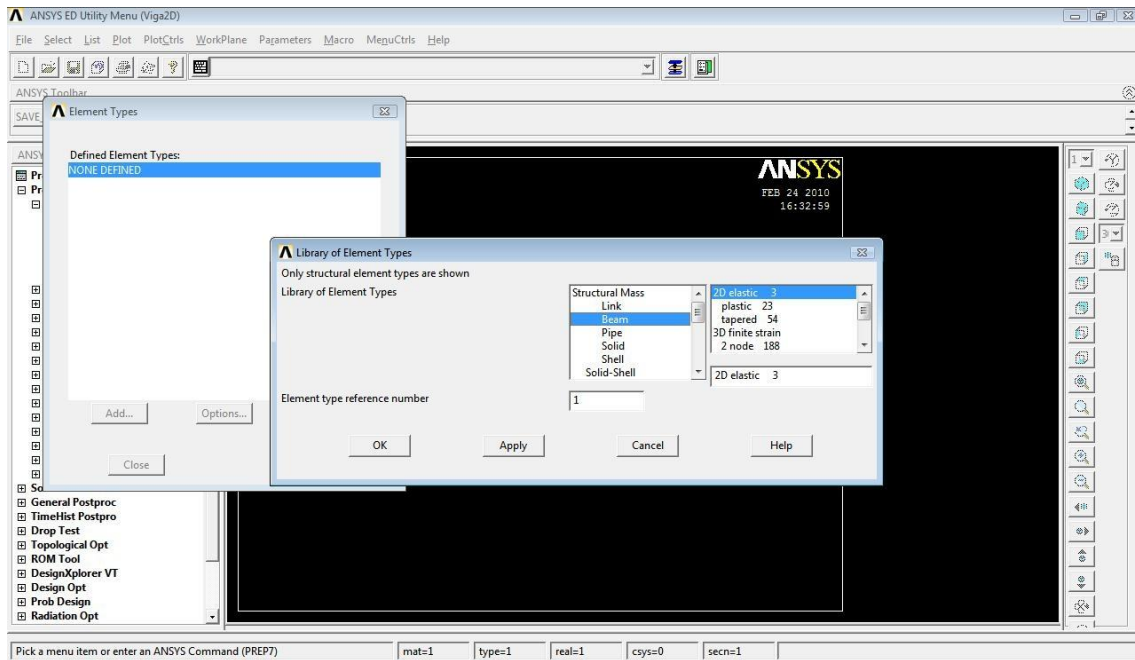 ANSYS ED Utility Menu (Viga2D)
File Select List Plot PlotCtrls WorkPlane Parameters Macro MenuCtrls Help
ANSYS Toolbar
SAVE
Element Types
Defined Element Types:
NONE DEFINED
Add...
Options...
Close
ANSYS
FEB 24 2010
16:32:59
Library of Element Types
Only structural element types are shown
Library of Element Types
Structural Mass
Link
Beam
Pipe
Solid
Shell
Solid-Shell
2D elastic 3
plastic 23
tapered 54
3D finite strain
2 node 188
2D elastic 3
Element type reference number
1
OK Apply Cancel Help
ANSY
Pr
Pr
So
General Postproc
TimeHist Postpro
Drop Test
Topological Opt
ROM Tool
DesignXplorer VT
Design Opt
Prob Design
Radiation Opt
1
Pick a menu item or enter an ANSYS Command (PREP7) mat=1 type=1 real=1 csys=0 secn=1